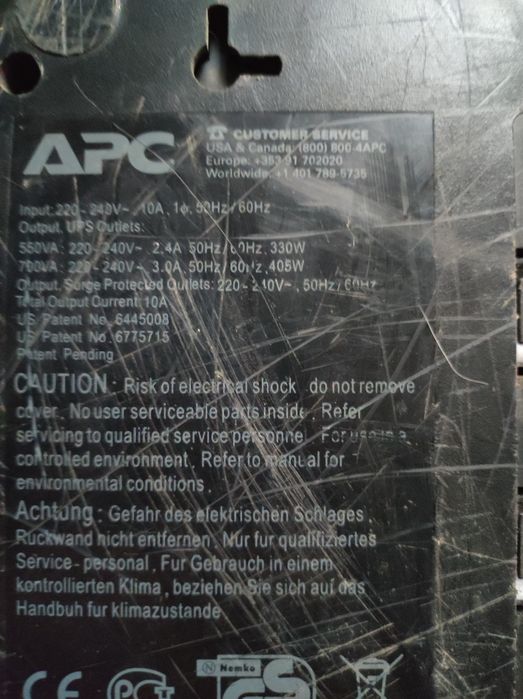 APC
CUSTOMER SERVICE
USA & Canada: (800) 800-4APC
Europe: +353 91 702020
Worldwide: +1 401 789-5735
Input: 220 - 240V~, 10A, 1ϕ, 50Hz / 60Hz
Output, UPS Outlets:
550VA: 220 - 240V~, 2.4A 50Hz / 60Hz, 330W
700VA: 220 - 240V~, 3.0A, 50Hz / 60Hz, 405W
Output, Surge Protected Outlets: 220 - 240V~, 50Hz / 60Hz
Total Output Current: 10A
US Patent No. 6445008
US Patent No. 6775715
Patent Pending
CAUTION : Risk of electrical shock do not remove
cover . No user serviceable parts inside . Refer
servicing to qualified service personnel For use in a
controlled environment . Refer to manual for
environmental conditions .
Achtung : Gefahr des elektrischen Schlages .
Ruckwand nicht entfernen . Nur fur qualifiziertes
Service - personal , Fur Gebrauch in einem
kontrollierten Klima , beziehen Sie sich auf das
Handbuh fur klimazustande
N Nemko
CE
GS